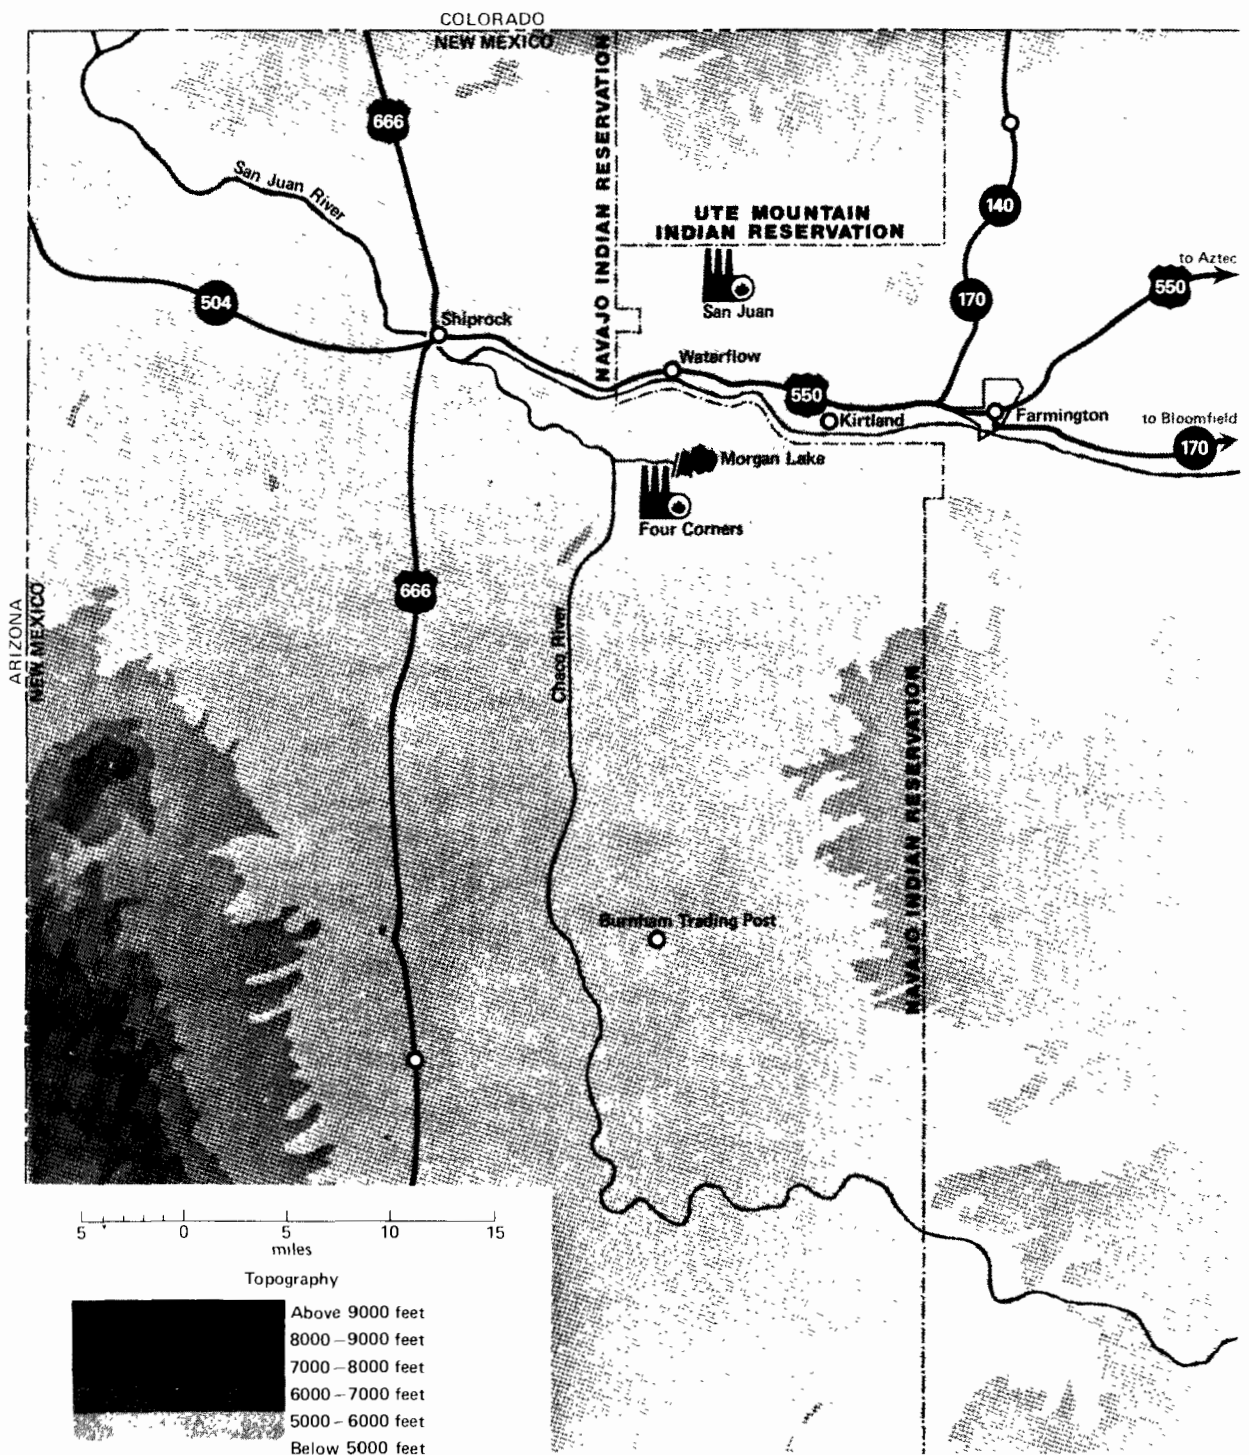 COLORADO
NEW MEXICO
NAVAJO INDIAN RESERVATION
666
San Juan River
140
UTE MOUNTAIN
INDIAN RESERVATION
to Aztec
550
504
170
San Juan
Shiprock
Waterflow
550
Kirtland
Farmington
to Bloomfield
170
Morgan Lake
Four Corners
666
ARIZONA
NEW MEXICO
Chaco River
NAVAJO INDIAN RESERVATION
Burnham Trading Post
5 0 5 10 15
miles
Topography
Above 9000 feet
8000–9000 feet
7000–8000 feet
6000–7000 feet
5000–6000 feet
Below 5000 feet